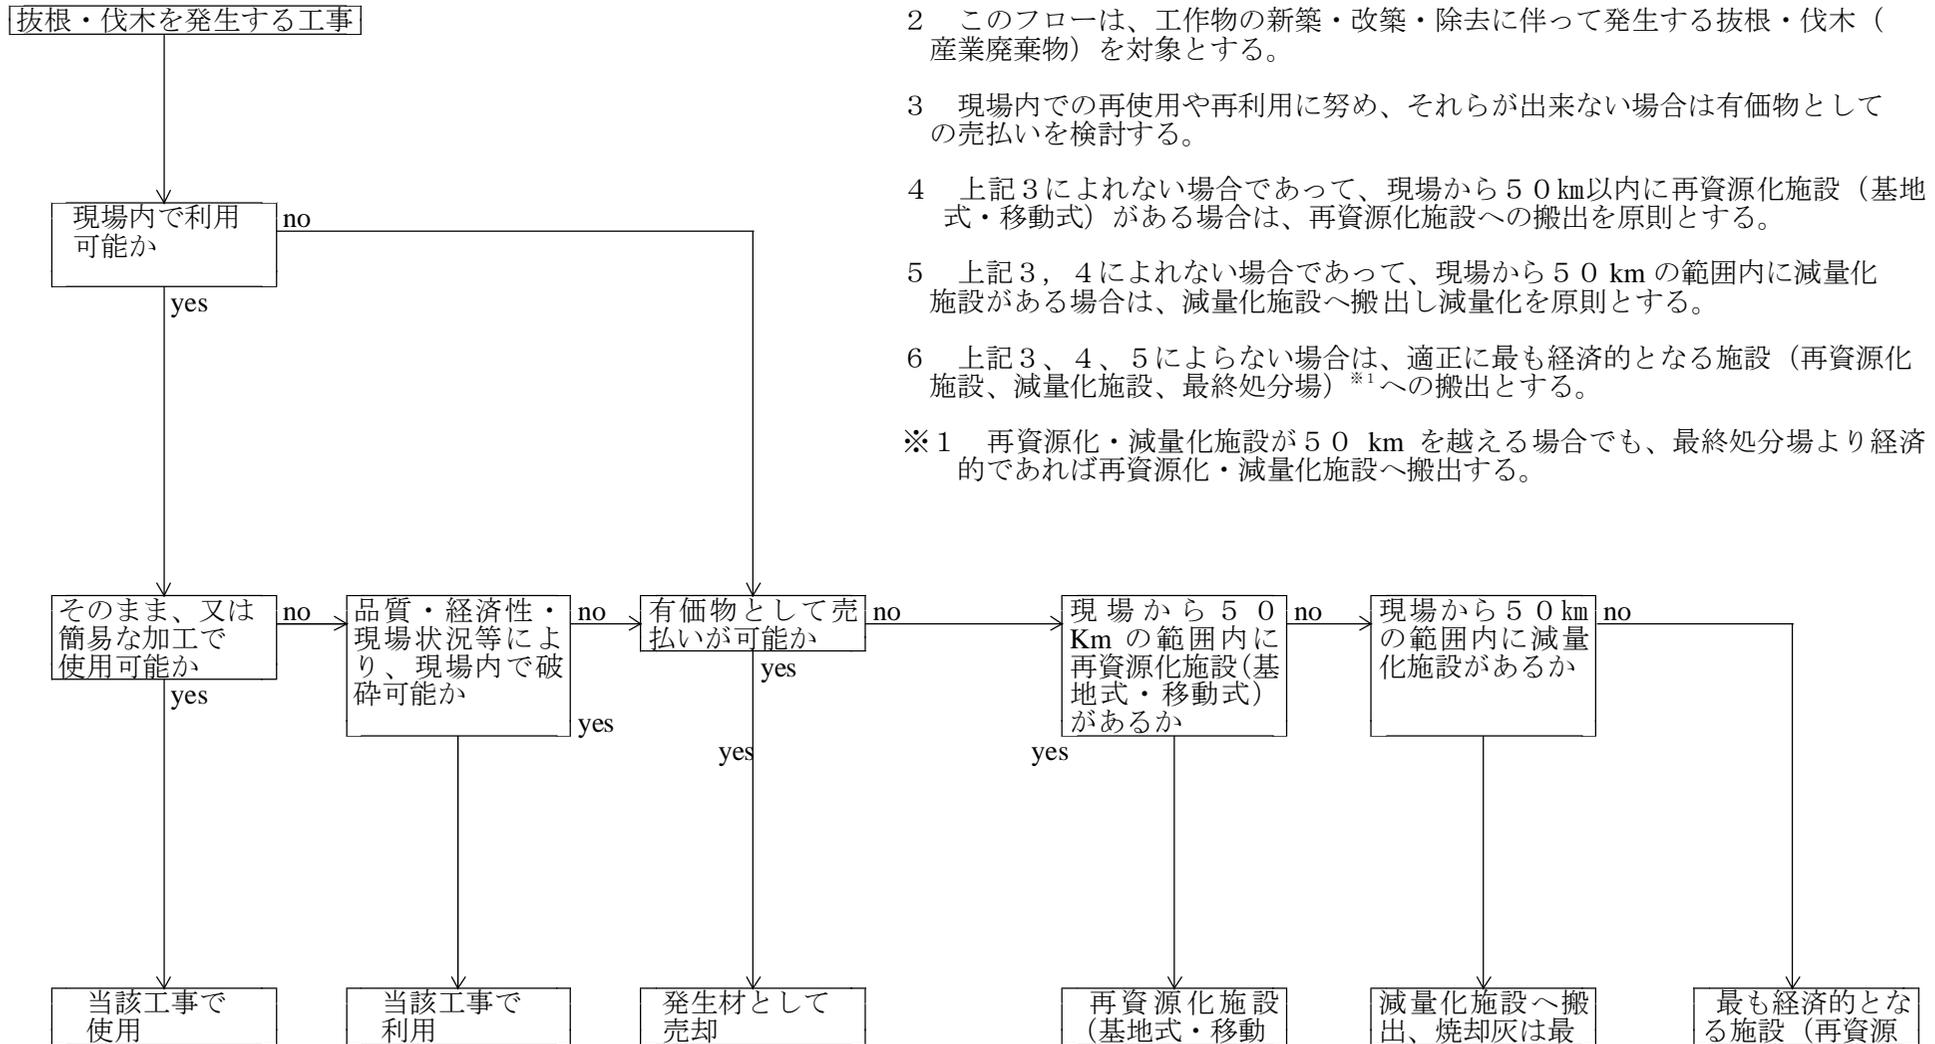 抜根・伐木を発生する工事
２　このフローは、工作物の新築・改築・除去に伴って発生する抜根・伐木（
産業廃棄物）を対象とする。
３　現場内での再使用や再利用に努め、それらが出来ない場合は有価物として
の売払いを検討する。
４　上記３によれない場合であって、現場から５０㎞以内に再資源化施設（基地
式・移動式）がある場合は、再資源化施設への搬出を原則とする。
５　上記３，４によれない場合であって、現場から５０ km の範囲内に減量化
施設がある場合は、減量化施設へ搬出し減量化を原則とする。
６　上記３、４、５によらない場合は、適正に最も経済的となる施設（再資源化
施設、減量化施設、最終処分場）※1への搬出とする。
※１　再資源化・減量化施設が５０ km を越える場合でも、最終処分場より経済
的であれば再資源化・減量化施設へ搬出する。
現場内で利用
可能か
no
yes
そのまま、又は
簡易な加工で
使用可能か
no
yes
品質・経済性・
現場状況等によ
り、現場内で破
砕可能か
no
yes
有価物として売
払いが可能か
no
yes
yes
現場から５０
Km の範囲内に
再資源化施設（基
地式・移動式）
があるか
no
yes
現場から５０㎞
の範囲内に減量
化施設があるか
no
当該工事で
使用
当該工事で
利用
発生材として
売却
再資源化施設
（基地式・移動
減量化施設へ搬
出、焼却灰は最
最も経済的とな
る施設（再資源